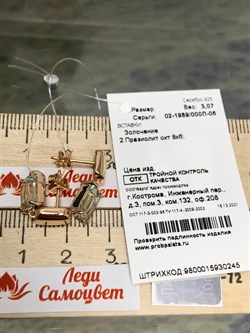 Серебро 925
Размер:
Вес: 3,07
Серьги:
02-1989/000П-06
ВСТАВКИ:
Золочение
2 Празиолит окт 8х6;
Цена изд.
ОТК
ТРОЙНОЙ КОНТРОЛЬ КАЧЕСТВА
г.Кострома, Инженерный пер.,
д.3, пом.3, ком.132, оф.208
Проверить подлинность изделия
www.probpalata.ru
ШТРИХКОД 9800015930245
Леди
Самоцвет
Леди
Самоцвет